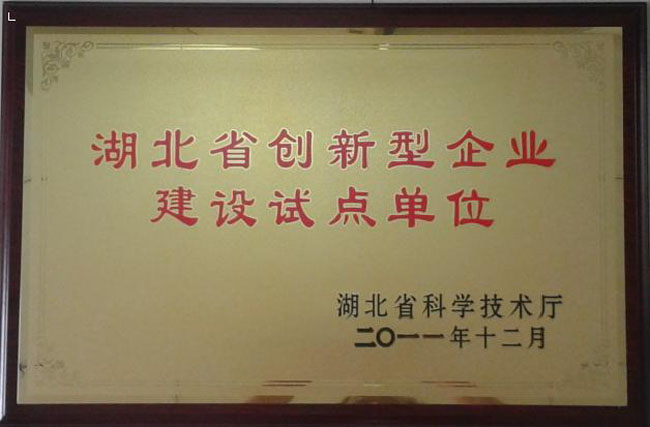 湖北省创新型企业
建设试点单位
湖北省科学技术厅
二〇一一年十二月